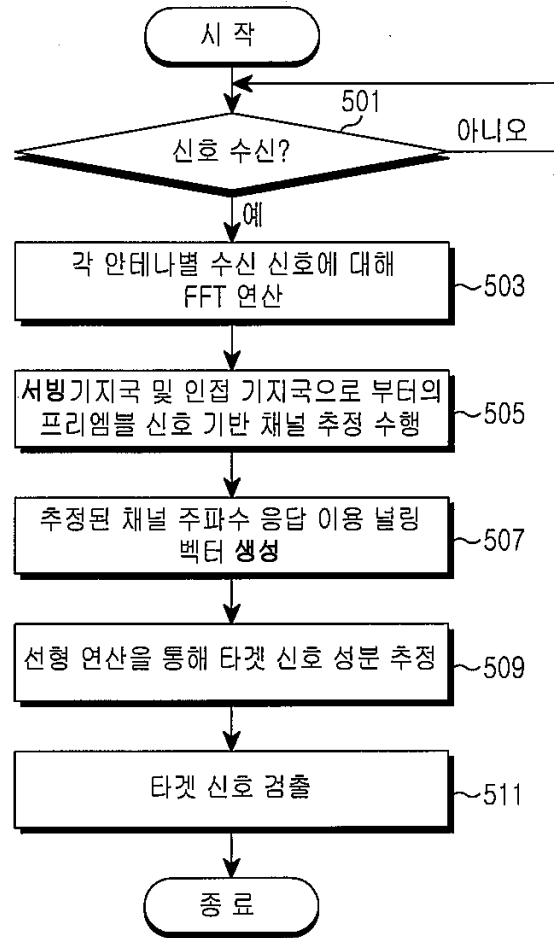 시 작
501
신호 수신?
아니오
예
각 안테나별 수신 신호에 대해
FFT 연산
503
서빙기지국 및 인접 기지국으로 부터의
프리엠블 신호 기반 채널 추정 수행
505
추정된 채널 주파수 응답 이용 널링
벡터 생성
507
선형 연산을 통해 타겟 신호 성분 추정
509
타겟 신호 검출
511
종 료